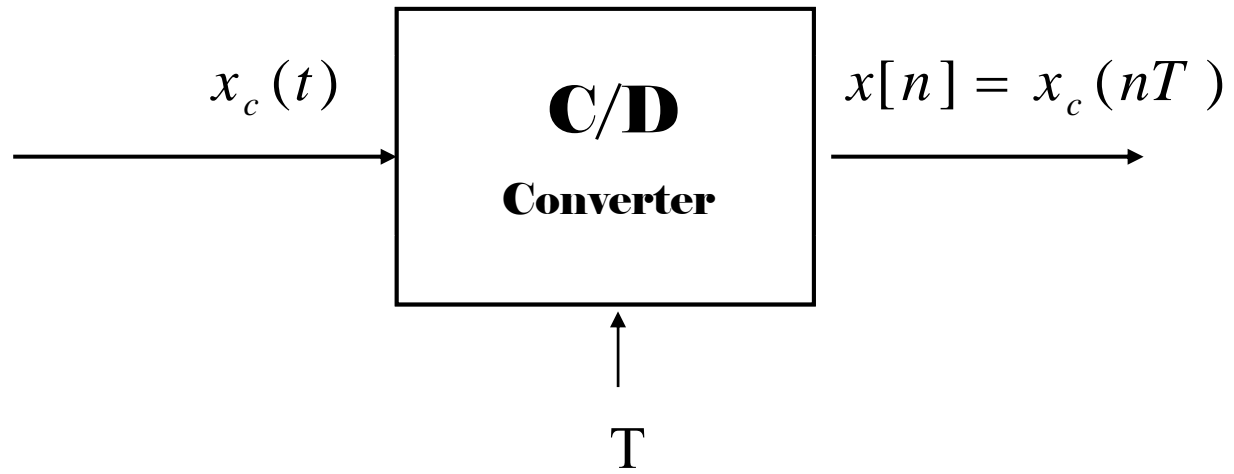 x_c(t)
C/D
Converter
x[n] = x_c(nT)
T